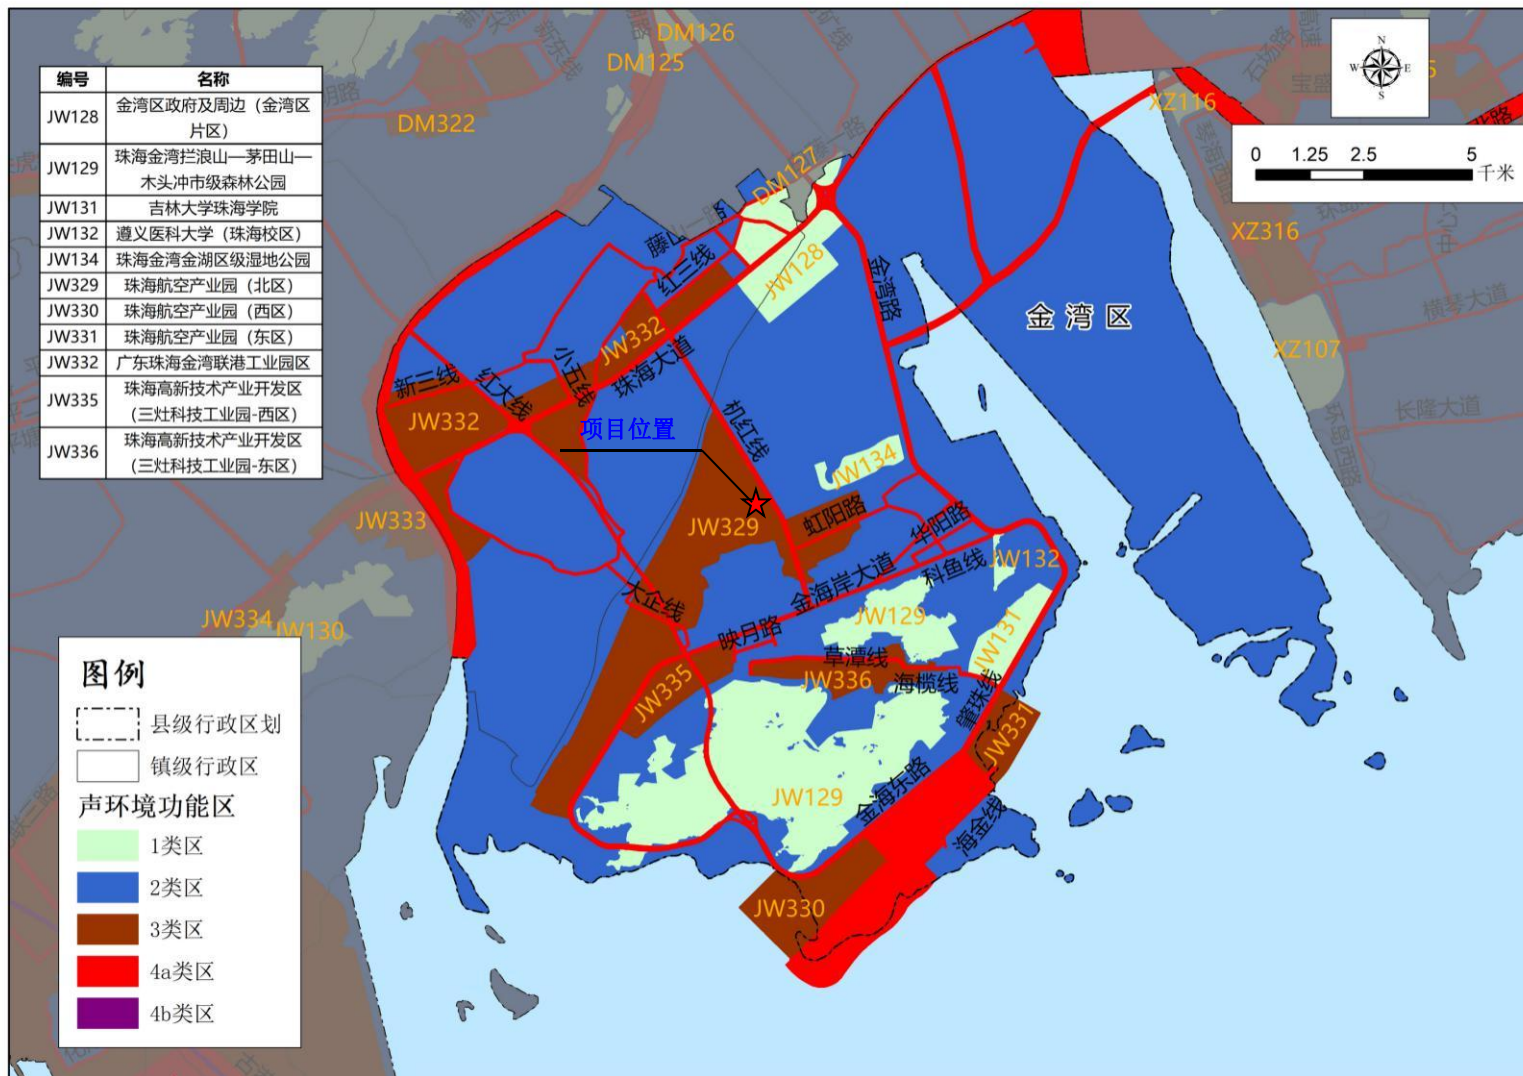 编号 名称
JW128 金湾区政府及周边（金湾区
片区）
JW129 珠海金湾拦浪山—茅田山—
木头冲市级森林公园
JW131 吉林大学珠海学院
JW132 遵义医科大学（珠海校区）
JW134 珠海金湾金湖区级湿地公园
JW329 珠海航空产业园（北区）
JW330 珠海航空产业园（西区）
JW331 珠海航空产业园（东区）
JW332 广东珠海金湾联港工业园区
JW335 珠海高新技术产业开发区
（三灶科技工业园-西区）
JW336 珠海高新技术产业开发区
（三灶科技工业园-东区）
DM126
DM125
DM322
新东线
DM127
藤山一路
红三线
JW128
JW332
珠海大道
小五线
红大线
新三线
JW332
金湾路
机红线
项目位置
JW134
JW329
虹阳路
华阳路
JW333
JW334
JW130
大企线
金海岸大道
科鱼线
JW132
映月路
JW129
JW131
草潭线
JW336
海榄线
JW335
肇珠线
JW331
JW129
金海东路
海金线
JW330
金湾区
N
W E
S
0 1.25 2.5 5
千米
石场路
XZ116
琴海西路
XZ316
横琴大道
XZ107
长隆大道
环岛西路
图例
县级行政区划
镇级行政区
声环境功能区
1类区
2类区
3类区
4a类区
4b类区